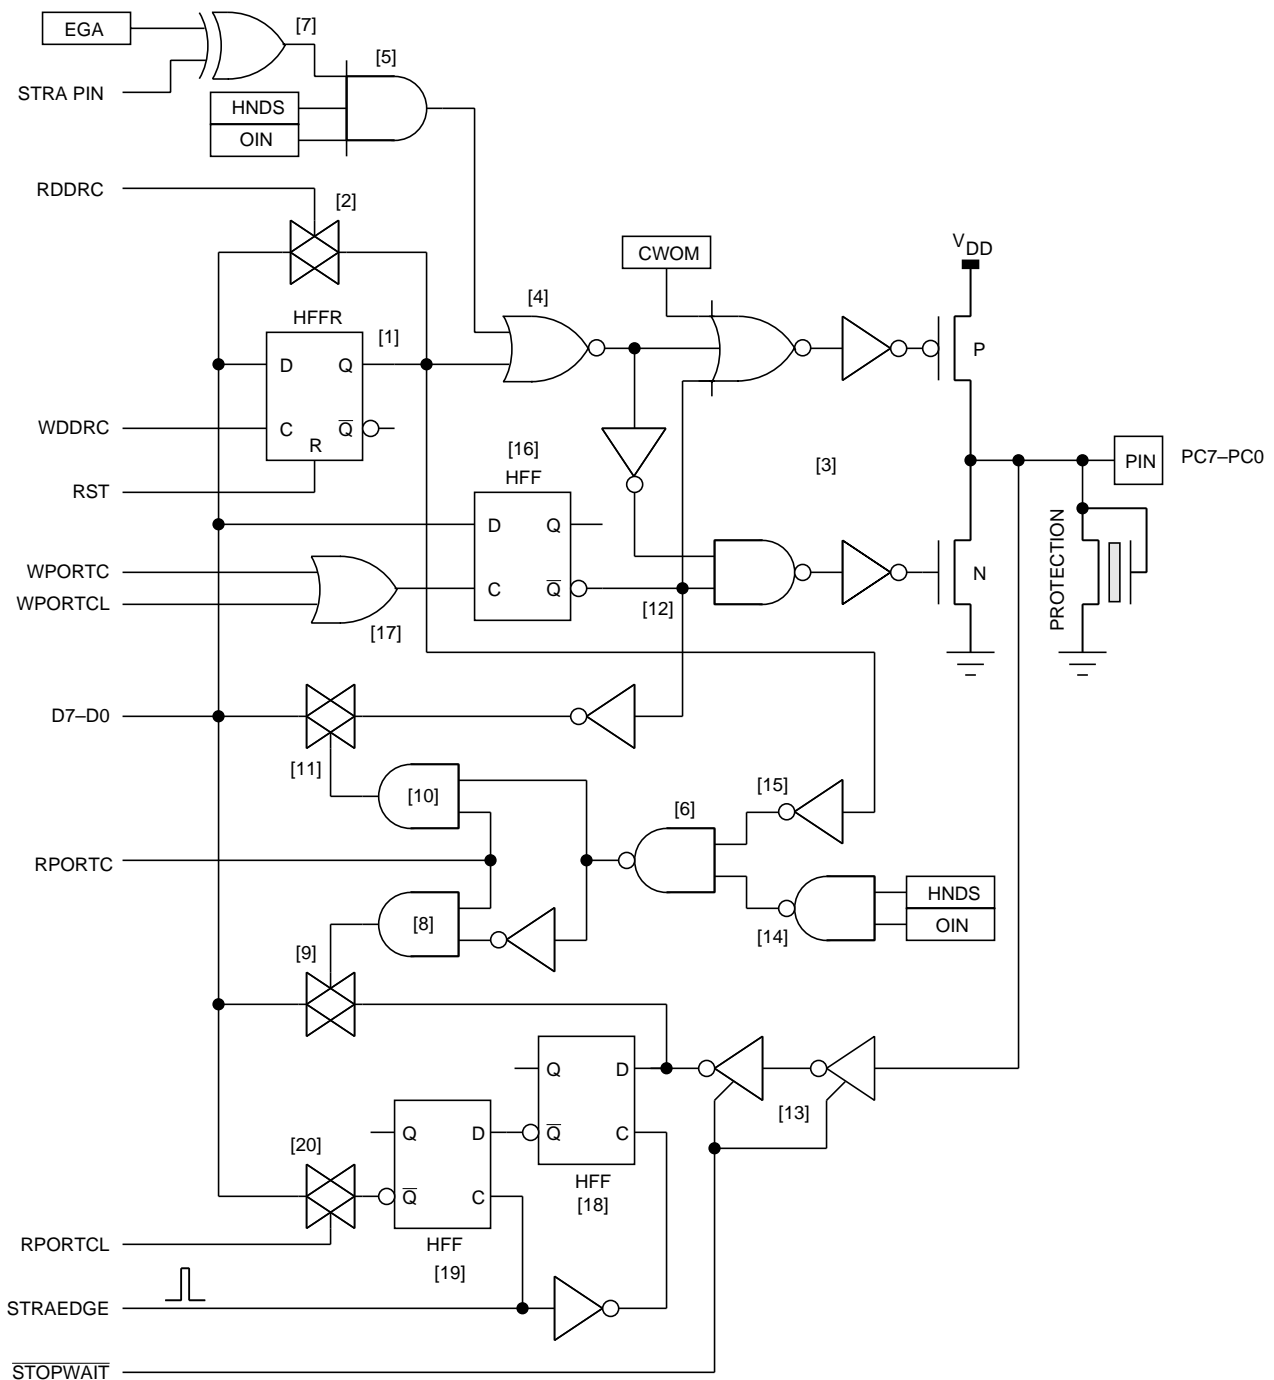 EGA
[7]
[5]
STRA PIN
HNDS
OIN
RDDRC
[2]
CWOM
VDD
[4]
HFFR
[1]
D
Q
P
WDDRC
C
Q̅
R
[16]
[3]
PIN
PC7–PC0
RST
HFF
D
Q
PROTECTION
WPORTC
N
C
Q̅
WPORTCL
[12]
[17]
D7–D0
[11]
[10]
[15]
[6]
RPORTC
HNDS
[8]
OIN
[14]
[9]
Q
D
[13]
Q
D
Q̅
C
[20]
HFF
Q̅
C
[18]
RPORTCL
HFF
[19]
STRAEDGE
S̅T̅O̅P̅W̅A̅I̅T̅